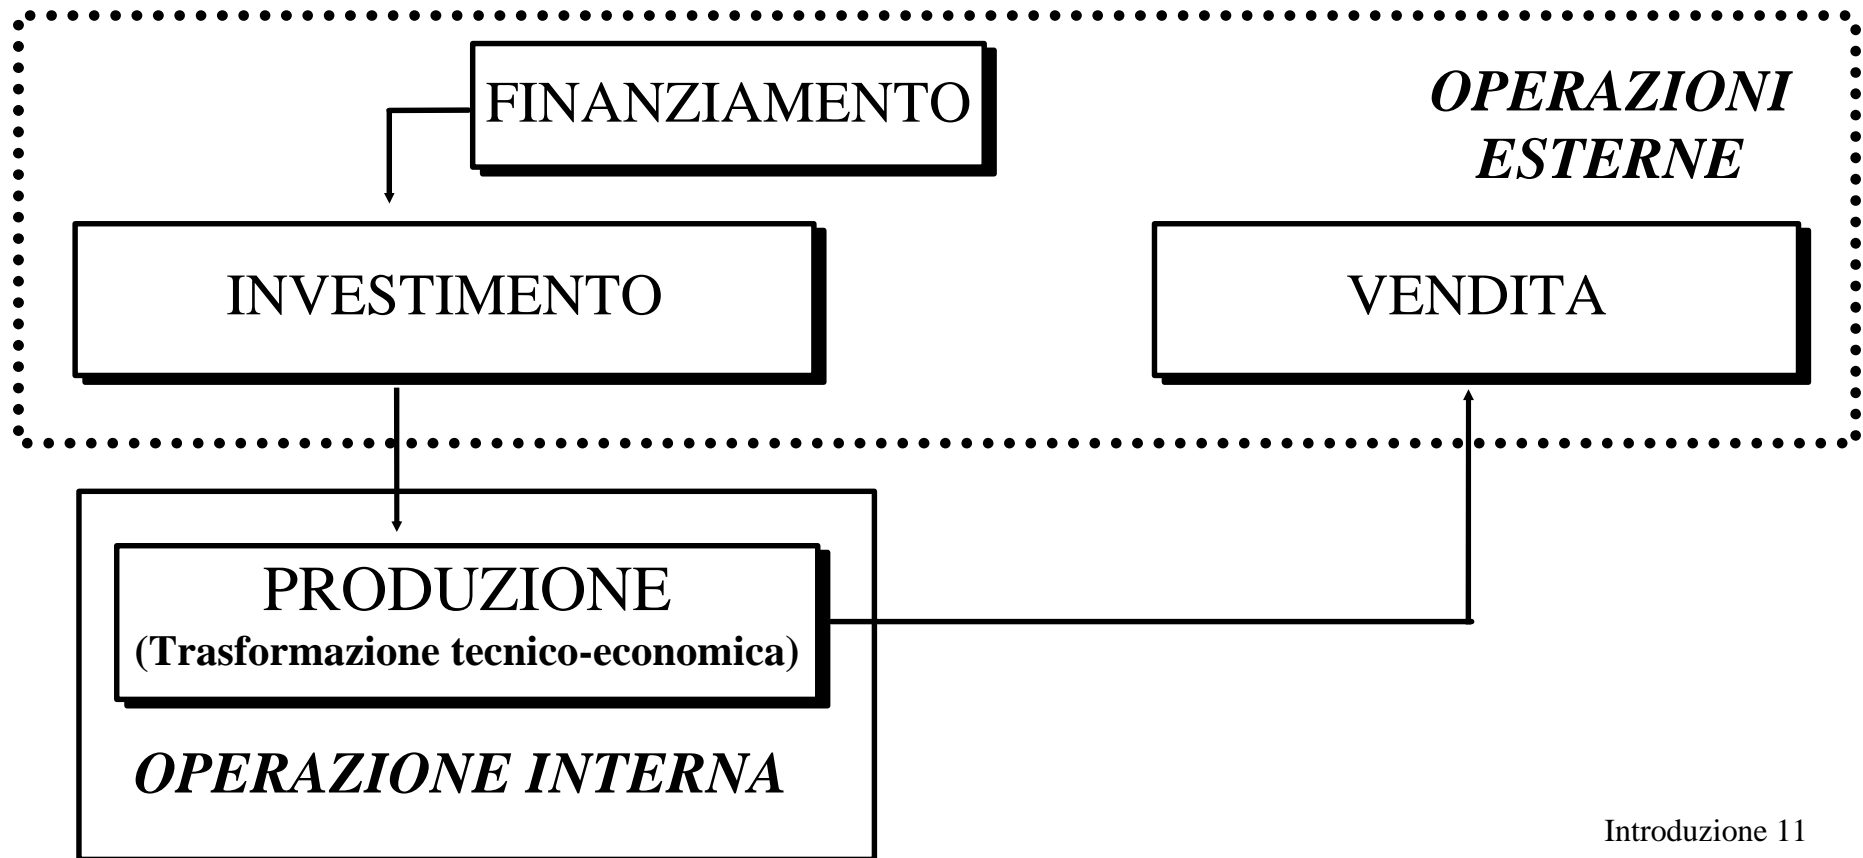 FINANZIAMENTO
OPERAZIONI
ESTERNE
INVESTIMENTO
VENDITA
PRODUZIONE
(Trasformazione tecnico-economica)
OPERAZIONE INTERNA
Introduzione 11